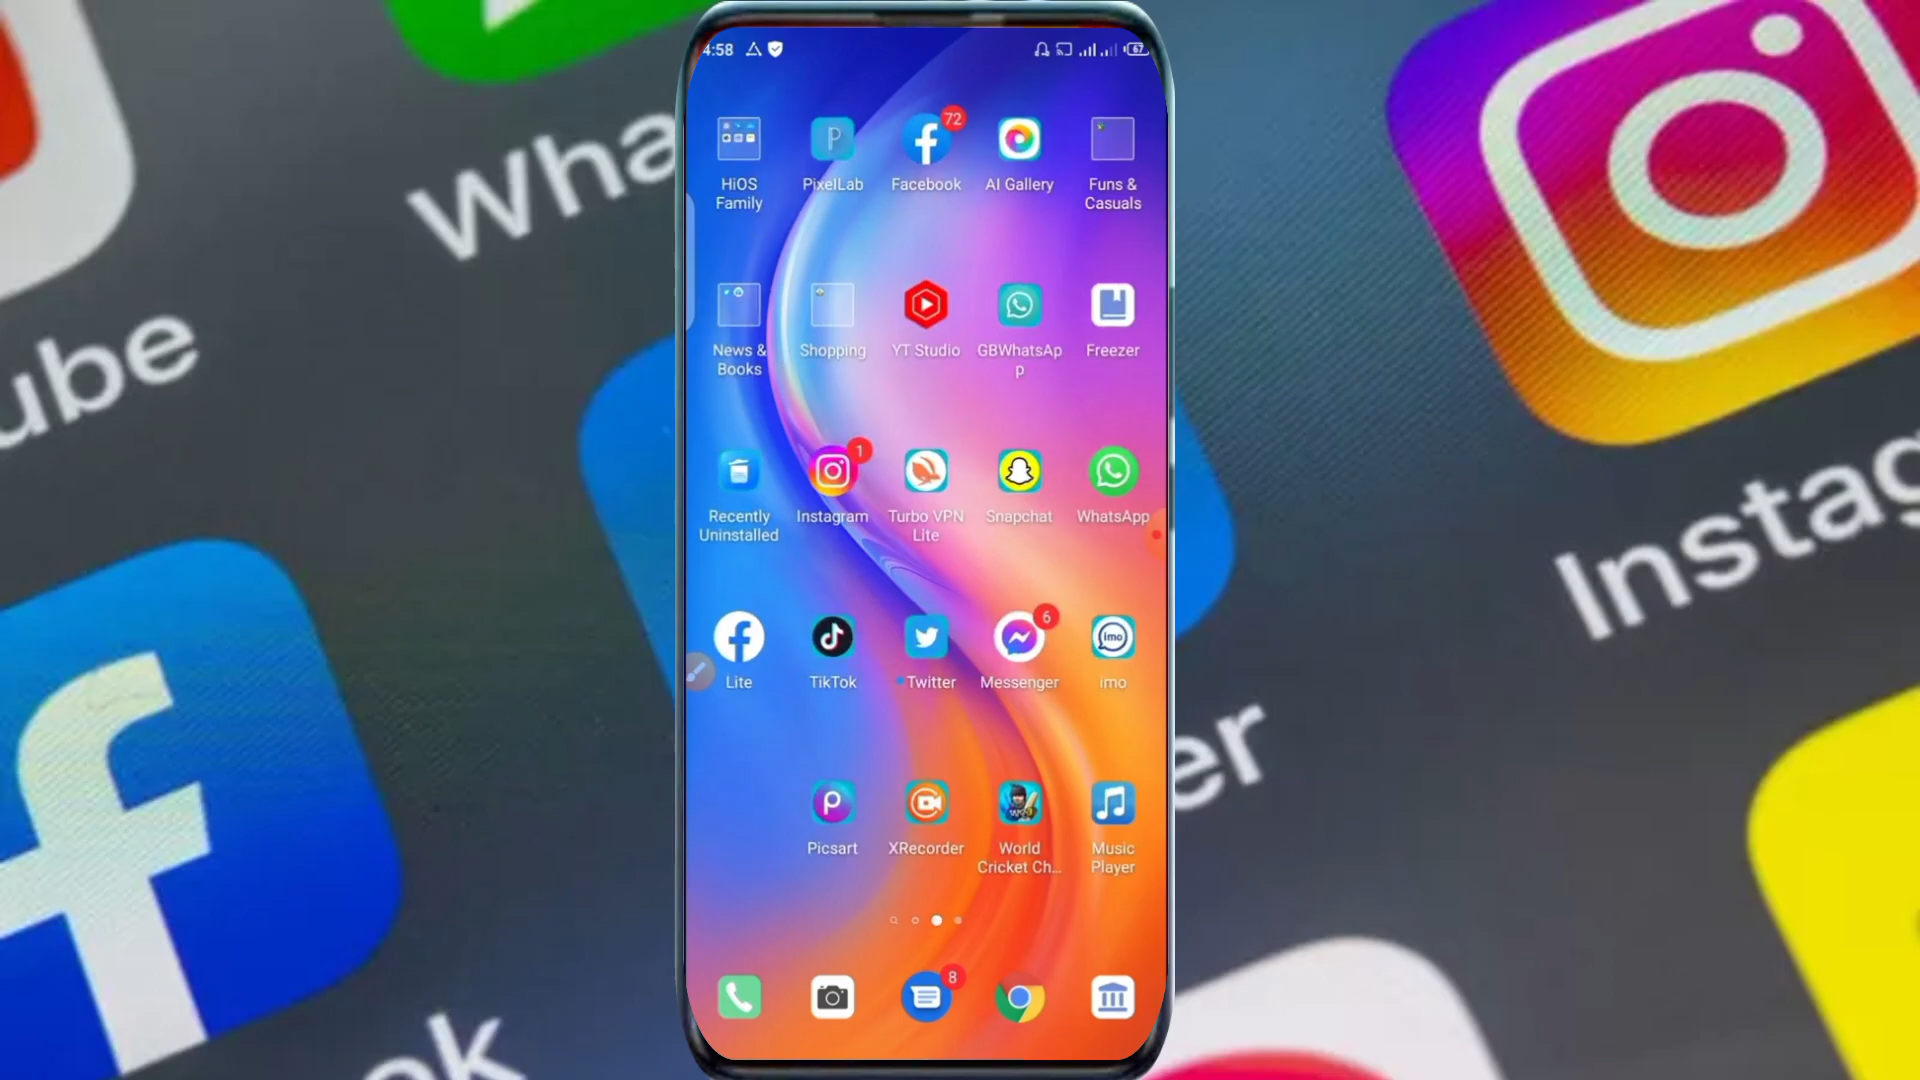 4:58
67
72
HiOS
Family
PixelLab
Facebook
AI Gallery
Funs &
Casuals
News &
Books
Shopping
YT Studio
GBWhatsAp
p
Freezer
1
Recently
Uninstalled
Instagram
Turbo VPN
Lite
Snapchat
WhatsApp
6
imo
Lite
TikTok
Twitter
Messenger
imo
Picsart
XRecorder
World
Cricket Ch...
Music
Player
8
Wha
ube
Instag
er
ok